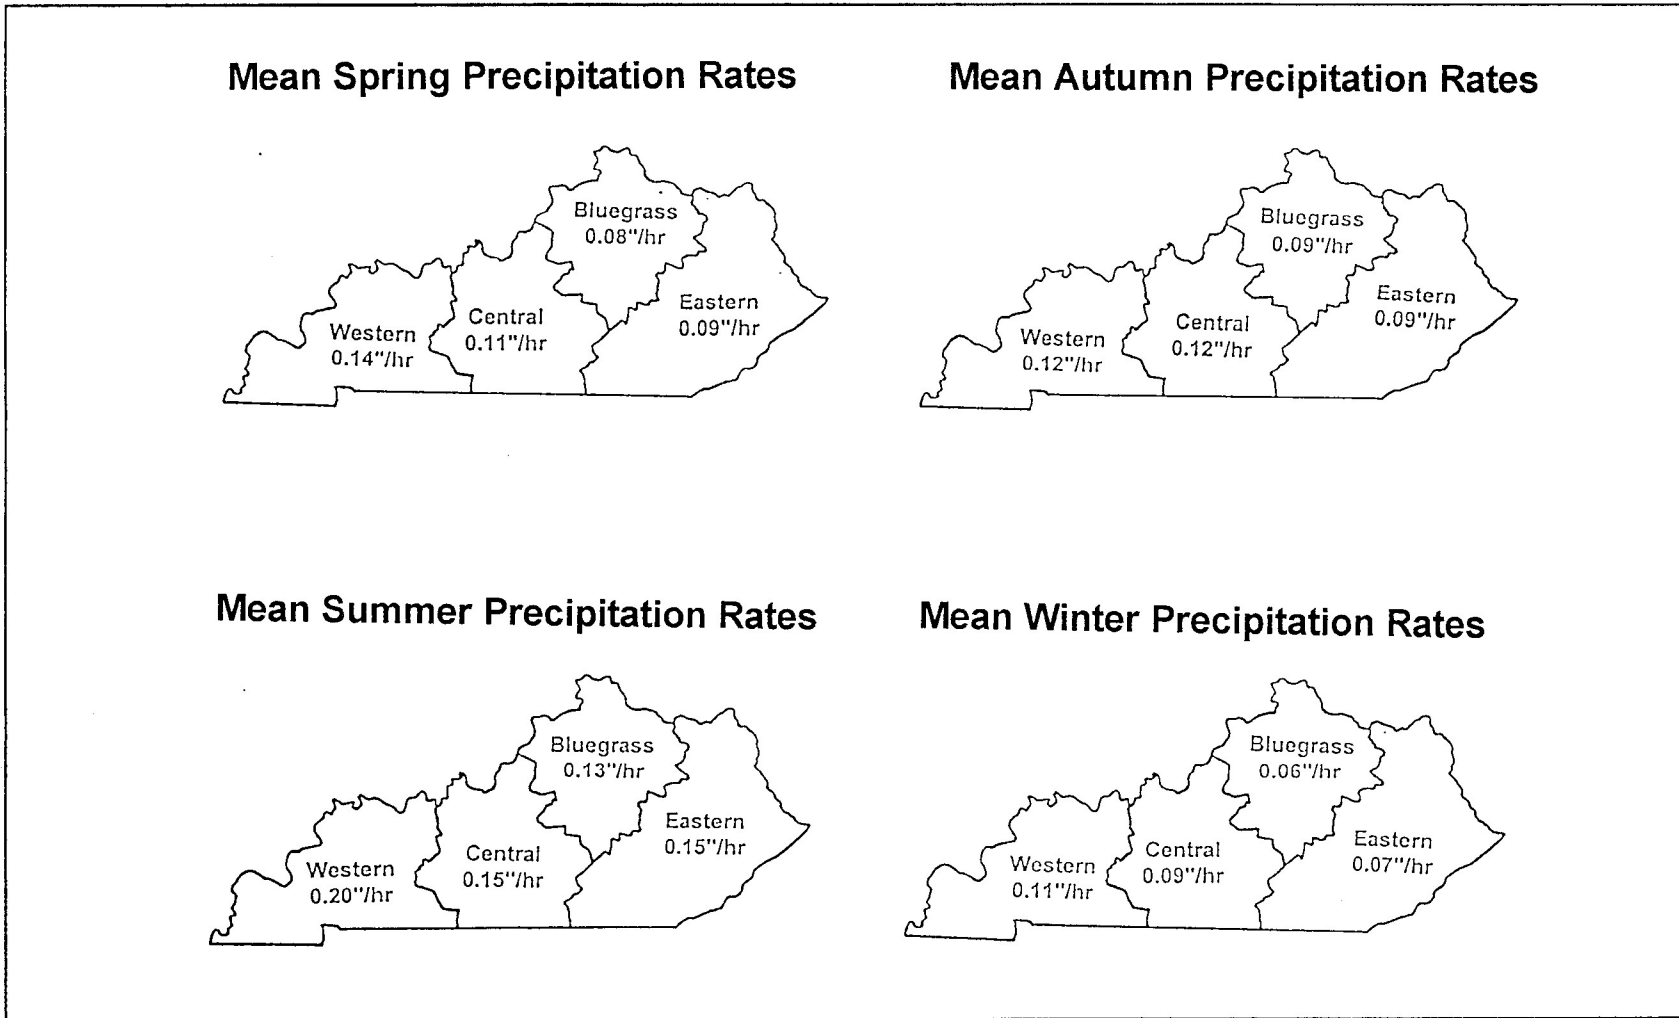 Mean Spring Precipitation Rates
Bluegrass
0.08"/hr
Eastern
0.09"/hr
Central
0.11"/hr
Western
0.14"/hr
Mean Autumn Precipitation Rates
Bluegrass
0.09"/hr
Eastern
0.09"/hr
Central
0.12"/hr
Western
0.12"/hr
Mean Summer Precipitation Rates
Bluegrass
0.13"/hr
Eastern
0.15"/hr
Central
0.15"/hr
Western
0.20"/hr
Mean Winter Precipitation Rates
Bluegrass
0.06"/hr
Eastern
0.07"/hr
Central
0.09"/hr
Western
0.11"/hr